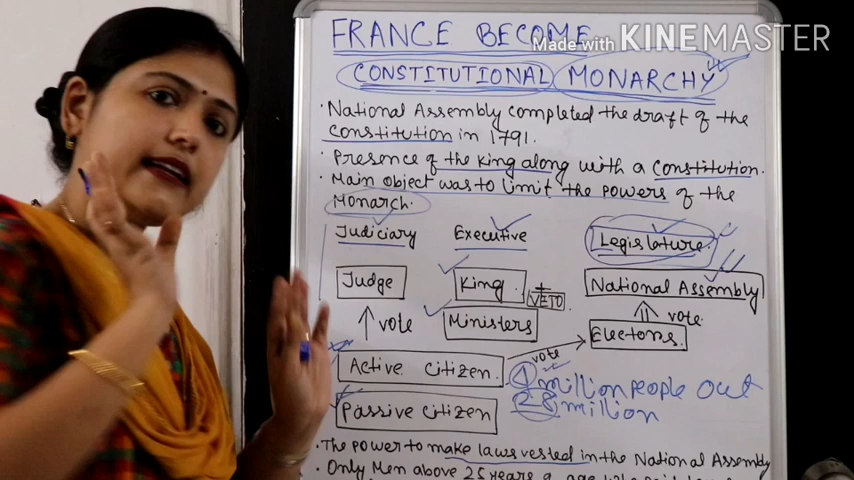 FRANCE BECOME
Made with KINEMASTER
CONSTITUTIONAL MONARCHY
· National Assembly completed the draft of the
constitution in 1791.
· Presence of the king along with a constitution.
· Main object was to limit the powers of the
Monarch.
Judiciary Executive Legislature
Judge King + VETO National Assembly
vote Ministers vote
Electons
Active Citizen vote 1 million people out
Passive Citizen 28 million
· The power to make laws vested in the National Assembly
· Only Men above 25 years